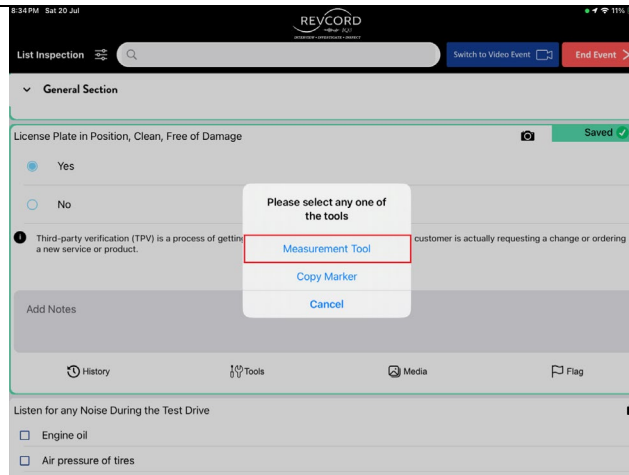 8:34 PM Sat 20 Jul
11%
REVCORD
INTERVIEW • INVESTIGATE • INSPECT
List Inspection
Switch to Video Event
End Event
General Section
License Plate in Position, Clean, Free of Damage
Saved
Yes
No
Please select any one of
the tools
Measurement Tool
Copy Marker
Cancel
Third-party verification (TPV) is a process of getting customer is actually requesting a change or ordering
a new service or product.
Add Notes
History
Tools
Media
Flag
Listen for any Noise During the Test Drive
Engine oil
Air pressure of tires